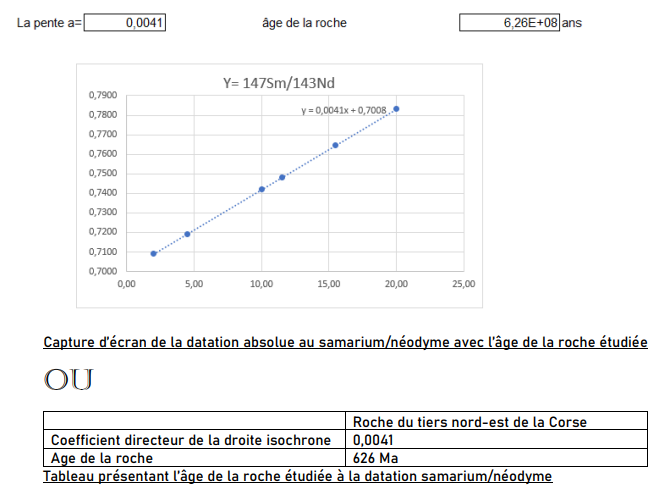 La pente a= 0,0041 âge de la roche 6,26E+08 ans
Y= 147Sm/143Nd
0,7900
y = 0,0041x + 0,7008
0,7800
0,7700
0,7600
0,7500
0,7400
0,7300
0,7200
0,7100
0,7000
0,00 5,00 10,00 15,00 20,00 25,00
Capture d'écran de la datation absolue au samarium/néodyme avec l'âge de la roche étudiée
OU
Roche du tiers nord-est de la Corse
Coefficient directeur de la droite isochrone 0,0041
Age de la roche 626 Ma
Tableau présentant l'âge de la roche étudiée à la datation samarium/néodyme